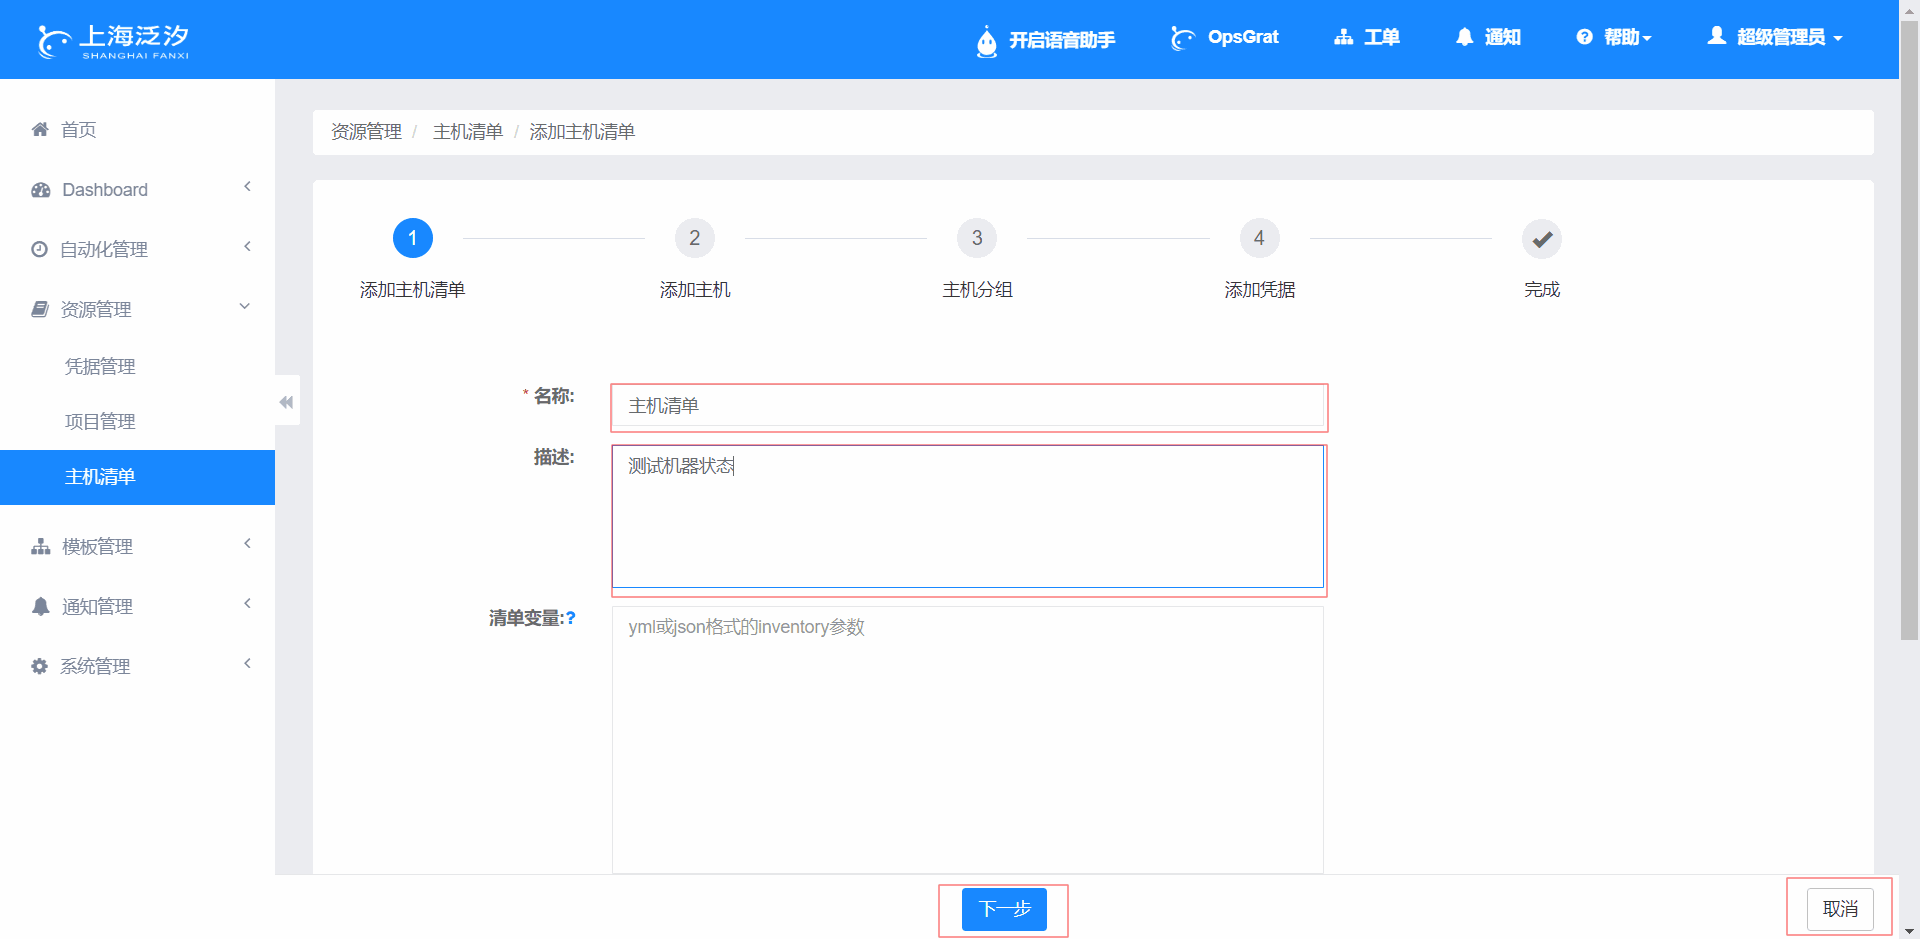 上海泛汐
SHANGHAI FANXI
开启语音助手
OpsGrat
工单
通知
帮助
超级管理员
首页
Dashboard
自动化管理
资源管理
凭据管理
项目管理
主机清单
模板管理
通知管理
系统管理
资源管理 / 主机清单 / 添加主机清单
1
2
3
4
添加主机清单
添加主机
主机分组
添加凭据
完成
* 名称:
主机清单
描述:
测试机器状态
清单变量:?
yml或json格式的inventory参数
下一步
取消